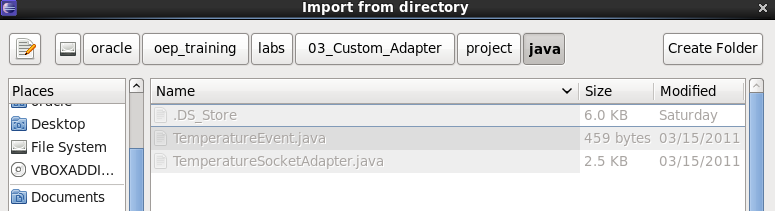 Import from directory
oracle oep_training labs 03_Custom_Adapter project java Create Folder
Places Name Size Modified
oracle
.DS_Store 6.0 KB Saturday
Desktop
TemperatureEvent.java 459 bytes 03/15/2011
File System
TemperatureSocketAdapter.java 2.5 KB 03/15/2011
VBOXADDI...
Documents